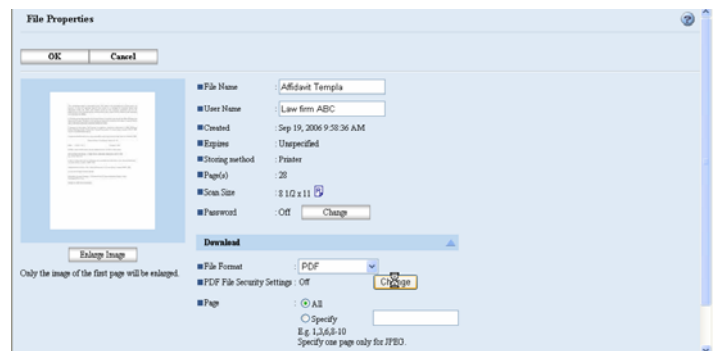 File Properties
OK Cancel
File Name : Affidavit Templa
User Name : Law firm ABC
Created : Sep 19, 2006 9:58:36 AM
Expires : Unspecified
Storing method : Printer
Page(s) : 28
Scan Size : 8 1/2 x 11
Password : Off Change
Enlarge Image
Only the image of the first page will be enlarged.
Download
File Format : PDF
PDF File Security Settings : Off Change
Page : All
Specify
E.g. 1,3,6,8-10
Specify one page only for JPEG.